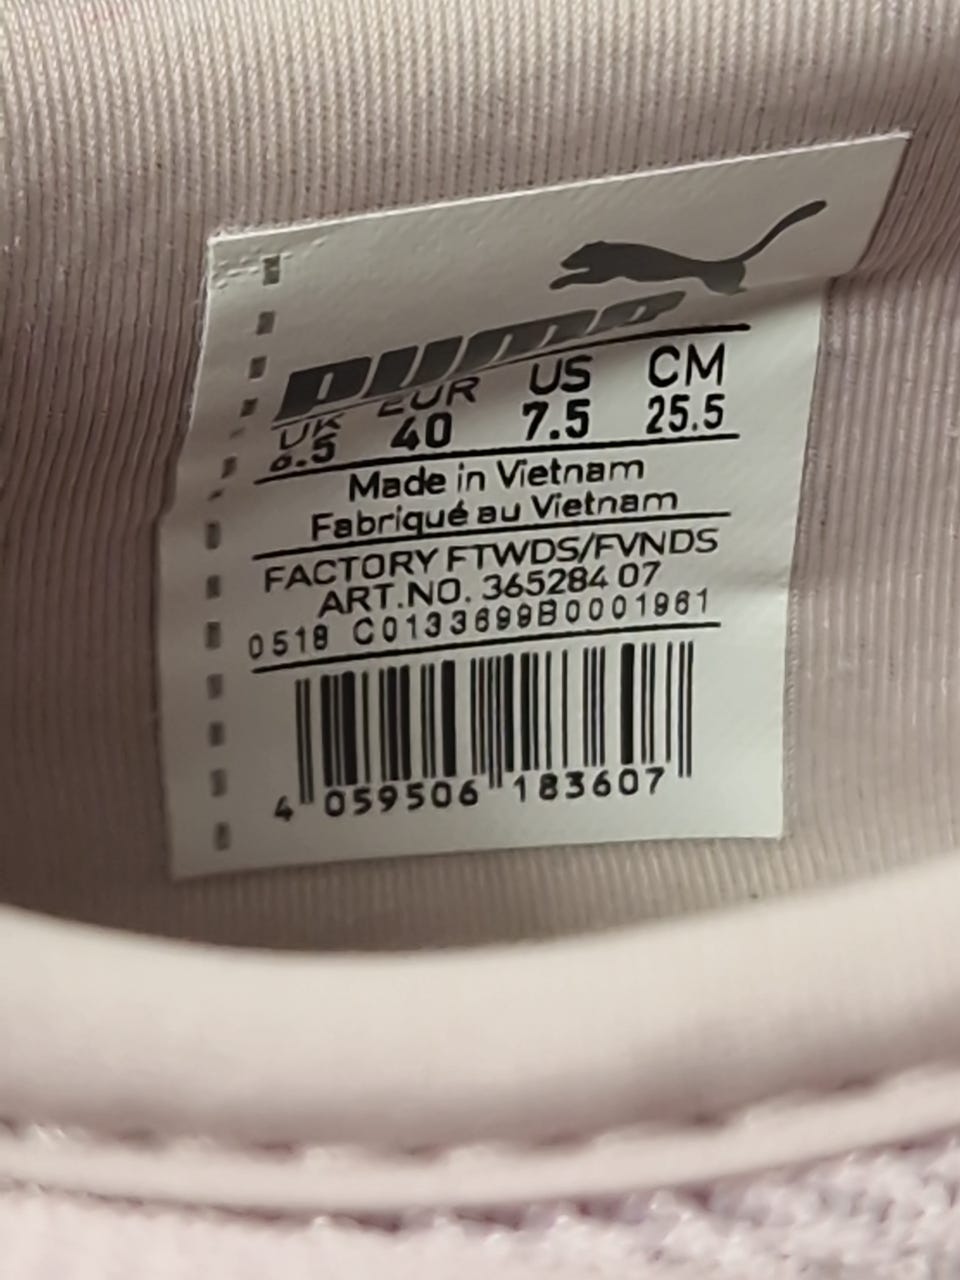 PUMA
UK EUR US CM
6.5 40 7.5 25.5
Made in Vietnam
Fabriqué au Vietnam
FACTORY FTWDS/FVNDS
ART.NO. 365284 07
0518 C0133699B0001961
4 059506 183607